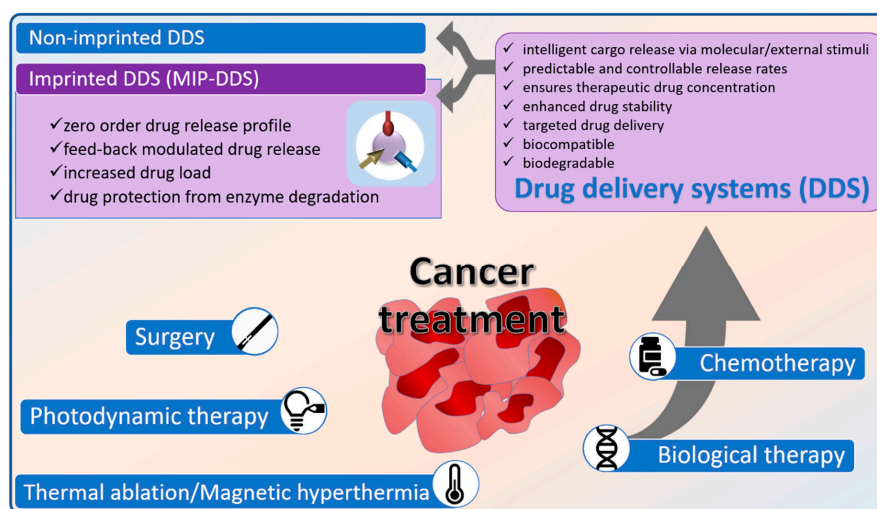 Non-imprinted DDS
Imprinted DDS (MIP-DDS)
✓zero order drug release profile
✓feed-back modulated drug release
✓increased drug load
✓drug protection from enzyme degradation
✓ intelligent cargo release via molecular/external stimuli
✓ predictable and controllable release rates
✓ ensures therapeutic drug concentration
✓ enhanced drug stability
✓ targeted drug delivery
✓ biocompatible
✓ biodegradable
Drug delivery systems (DDS)
Cancer
treatment
Surgery
Photodynamic therapy
Thermal ablation/Magnetic hyperthermia
Chemotherapy
Biological therapy